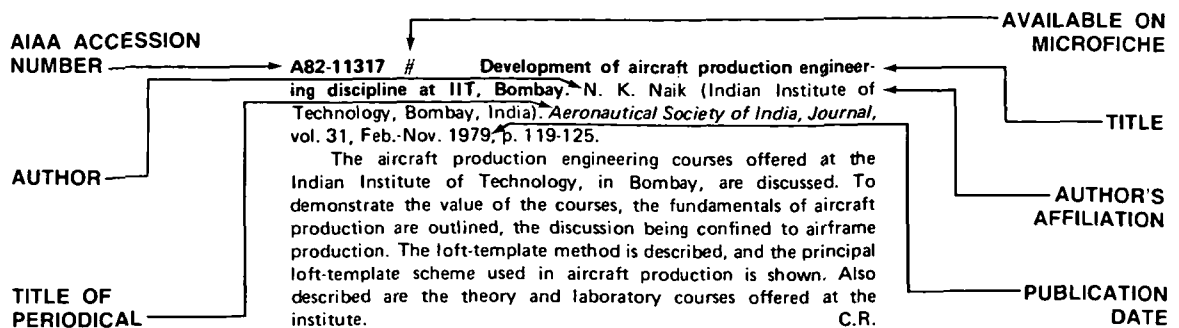 AVAILABLE ON
MICROFICHE
AIAA ACCESSION
NUMBER
A82-11317 # Development of aircraft production engineer-
ing discipline at IIT, Bombay. N. K. Naik (Indian Institute of
Technology, Bombay, India). Aeronautical Society of India, Journal,
vol. 31, Feb.-Nov. 1979, p. 119-125.
TITLE
The aircraft production engineering courses offered at the
Indian Institute of Technology, in Bombay, are discussed. To
demonstrate the value of the courses, the fundamentals of aircraft
production are outlined, the discussion being confined to airframe
production. The loft-template method is described, and the principal
loft-template scheme used in aircraft production is shown. Also
described are the theory and laboratory courses offered at the
institute. C.R.
AUTHOR
AUTHOR'S
AFFILIATION
TITLE OF
PERIODICAL
PUBLICATION
DATE